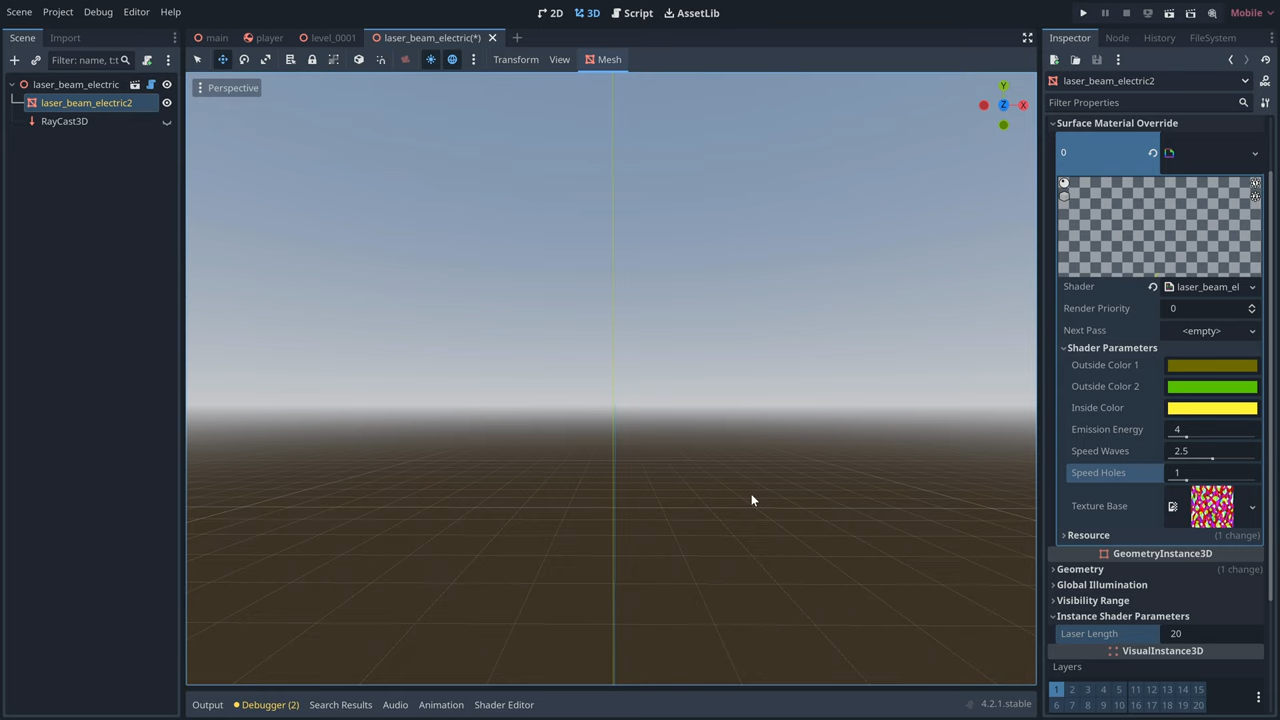 Scene Project Debug Editor Help
2D 3D Script AssetLib
Mobile
Scene Import
main player level_0001 laser_beam_electric(*)
Inspector Node History FileSystem
Filter: name, t:t
Transform View Mesh
laser_beam_electric
laser_beam_electric2
RayCast3D
Perspective
Y
Z X
laser_beam_electric2
Filter Properties
Surface Material Override
0
Shader laser_beam_el
Render Priority 0
Next Pass <empty>
Shader Parameters
Outside Color 1
Outside Color 2
Inside Color
Emission Energy 4
Speed Waves 2.5
Speed Holes 1
Texture Base
Resource (1 change)
GeometryInstance3D
Geometry (1 change)
Global Illumination
Visibility Range
Instance Shader Parameters
Laser Length 20
VisualInstance3D
Layers
1 2 3 4 5 11 12 13 14 15
6 7 8 9 10 16 17 18 19 20
Output Debugger (2) Search Results Audio Animation Shader Editor
4.2.1.stable